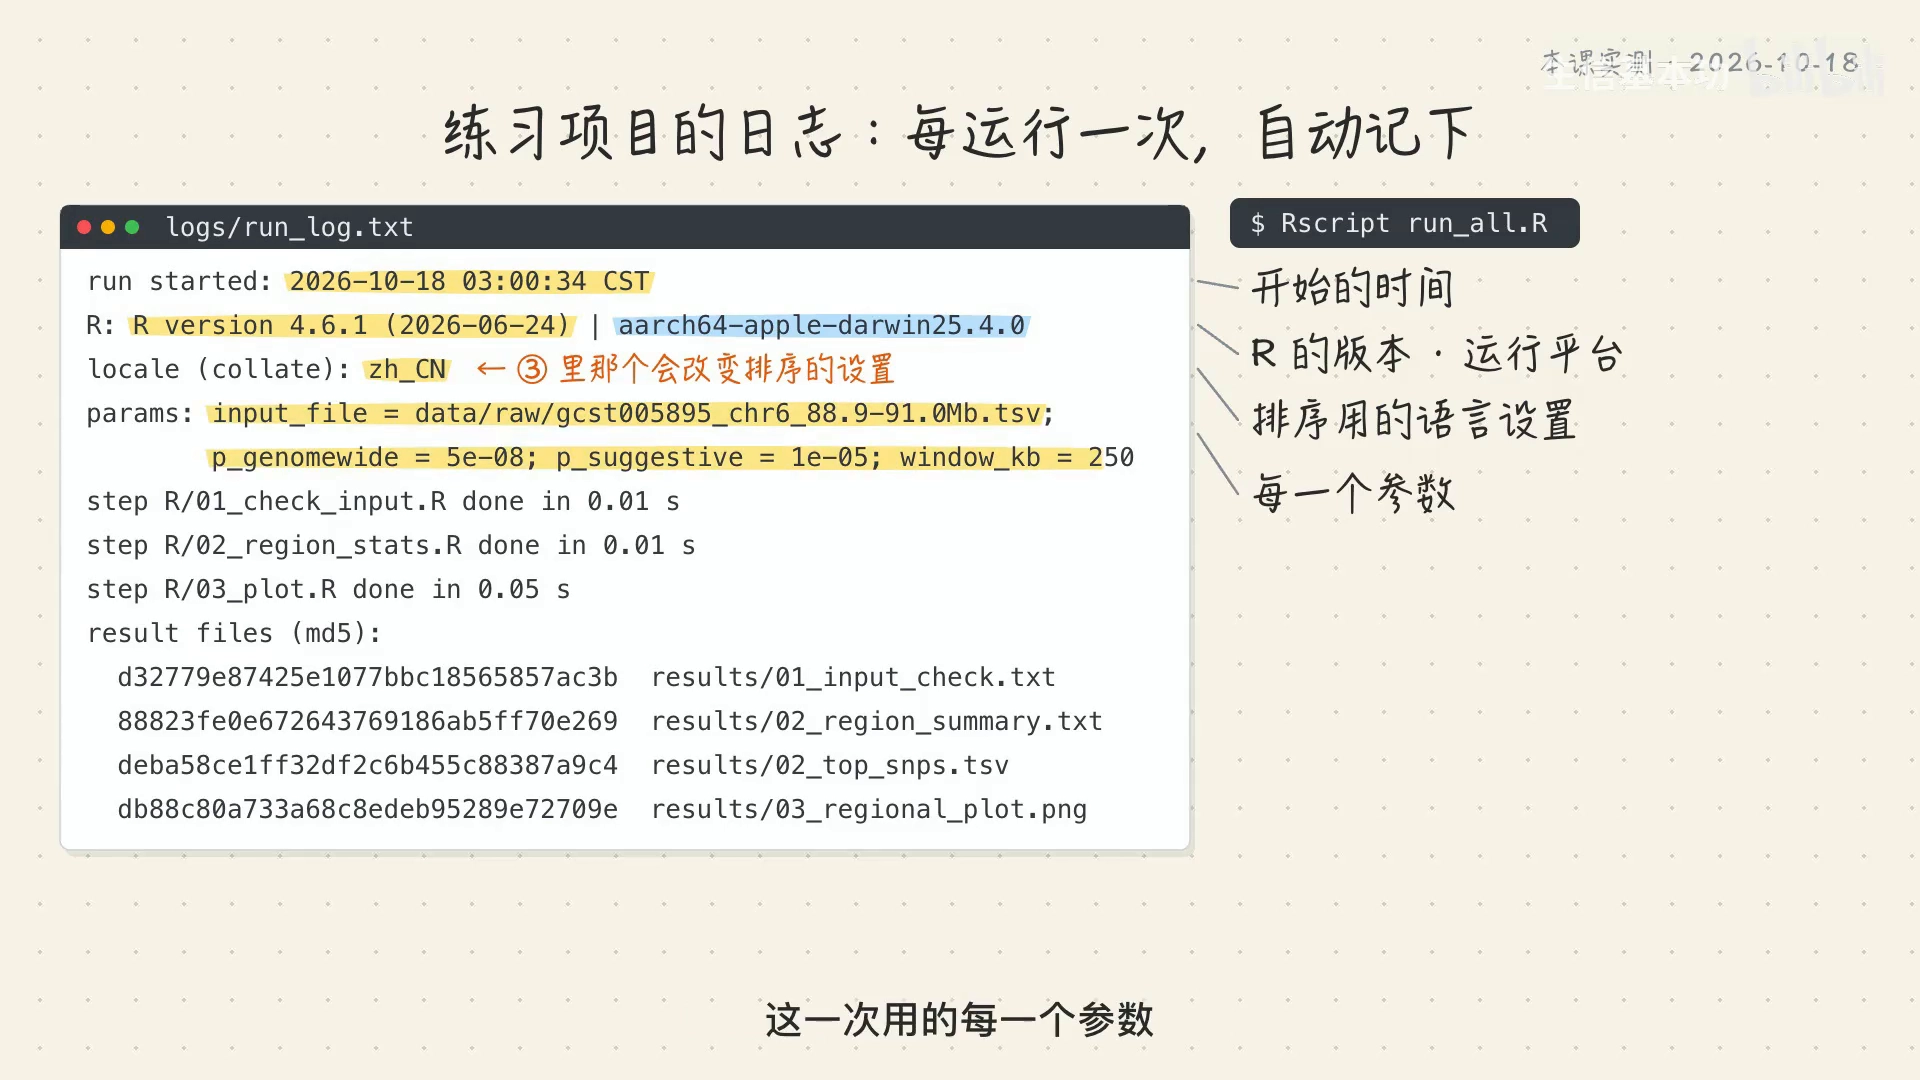 本课实测 · 2026-10-18
练习项目的日志：每运行一次，自动记下
logs/run_log.txt
$ Rscript run_all.R
run started: 2026-10-18 03:00:34 CST
开始的时间
R: R version 4.6.1 (2026-06-24) | aarch64-apple-darwin25.4.0
R 的版本 · 运行平台
locale (collate): zh_CN ← ③ 里那个会改变排序的设置
排序用的语言设置
params: input_file = data/raw/gcst005895_chr6_88.9-91.0Mb.tsv;
p_genomewide = 5e-08; p_suggestive = 1e-05; window_kb = 250
每一个参数
step R/01_check_input.R done in 0.01 s
step R/02_region_stats.R done in 0.01 s
step R/03_plot.R done in 0.05 s
result files (md5):
d32779e87425e1077bbc18565857ac3b results/01_input_check.txt
88823fe0e672643769186ab5ff70e269 results/02_region_summary.txt
deba58ce1ff32df2c6b455c88387a9c4 results/02_top_snps.tsv
db88c80a733a68c8edeb95289e72709e results/03_regional_plot.png
这一次用的每一个参数